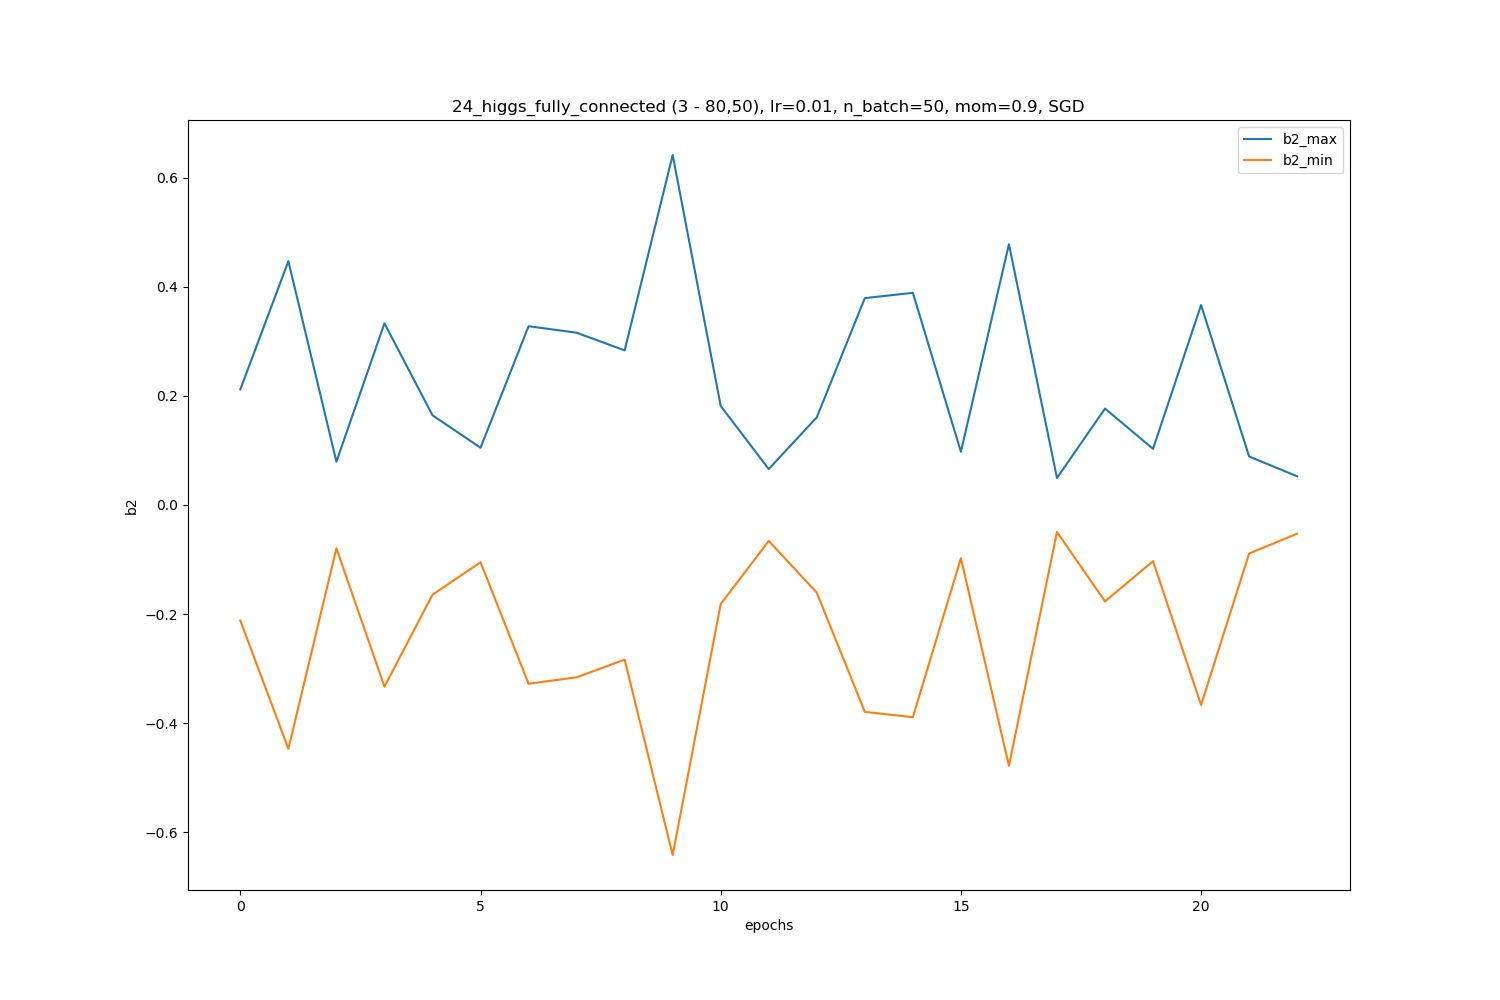 24_higgs_fully_connected (3 - 80,50), lr=0.01, n_batch=50, mom=0.9, SGD
b2_max
b2_min
0.6
0.4
0.2
0.0
−0.2
−0.4
−0.6
b2
0 5 10 15 20
epochs